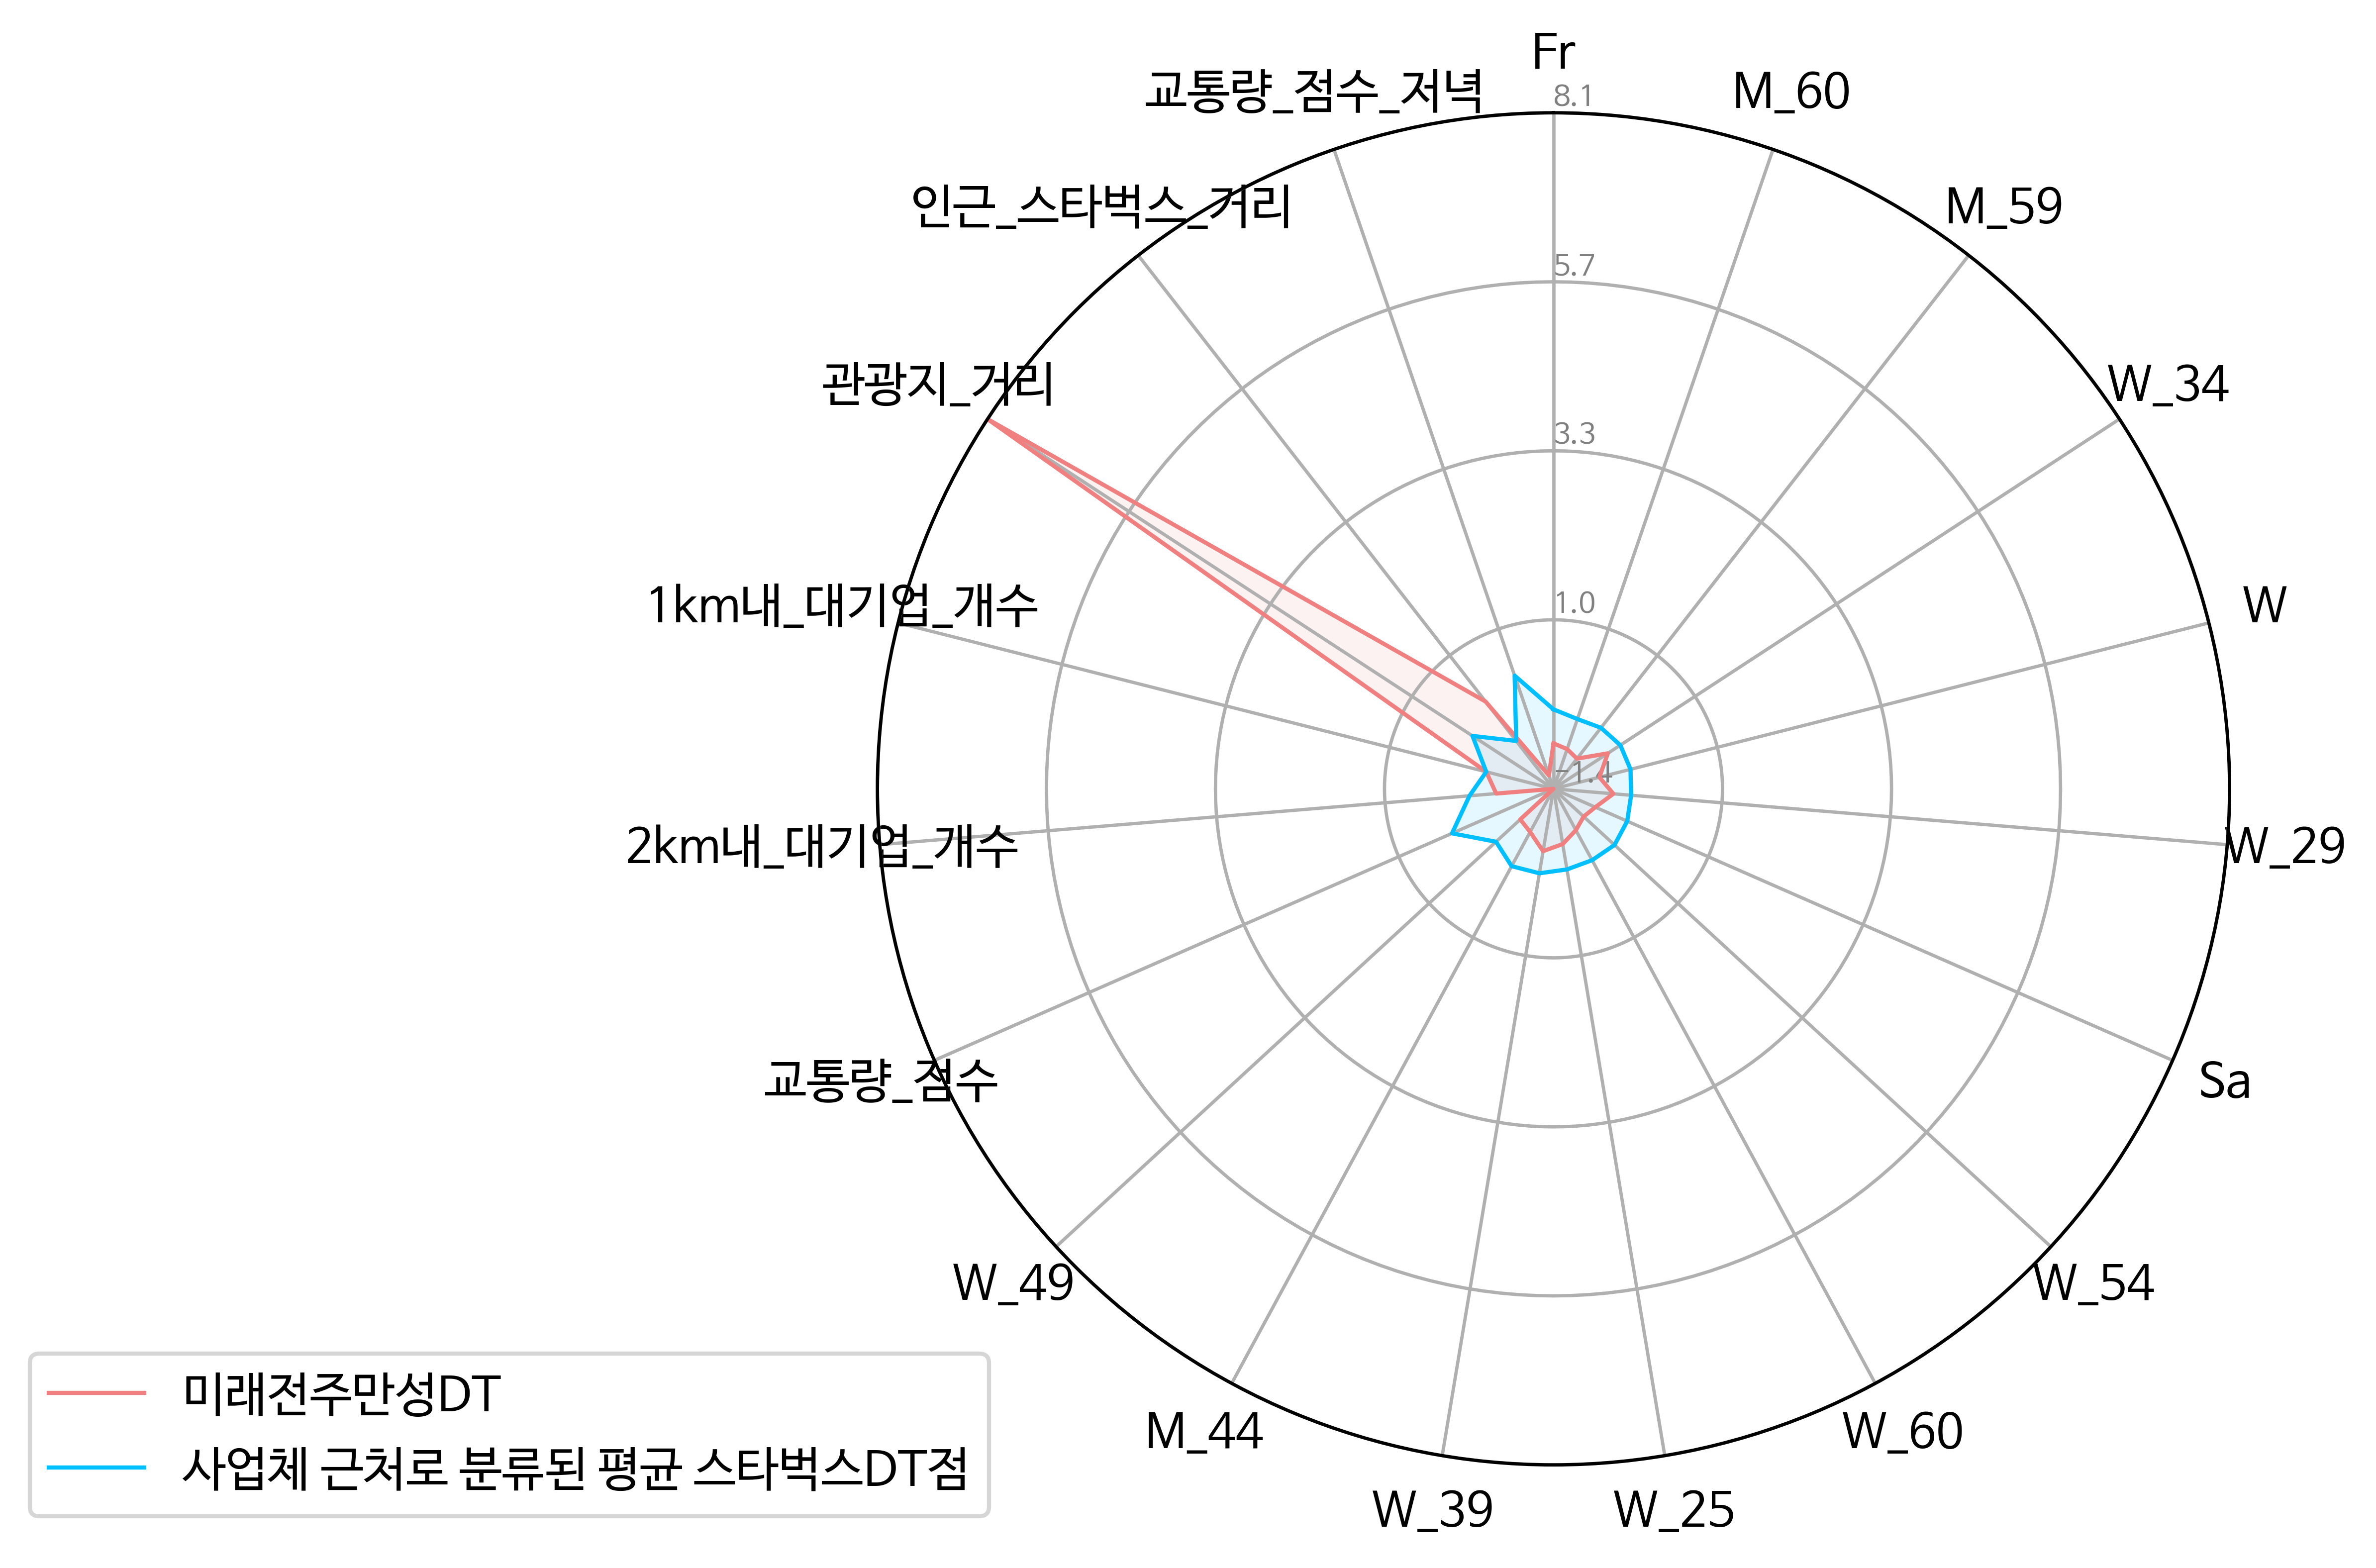 Fr
교통량_점수_저녁
8.1
M_60
인근_스타벅스_거리
M_59
5.7
관광지_거리
W_34
3.3
1km내_대기업_개수
1.0
W
−1.4
2km내_대기업_개수
W_29
교통량_점수
Sa
W_49
W_54
M_44
W_60
W_39
W_25
미래전주만성DT
사업체 근처로 분류된 평균 스타벅스DT점